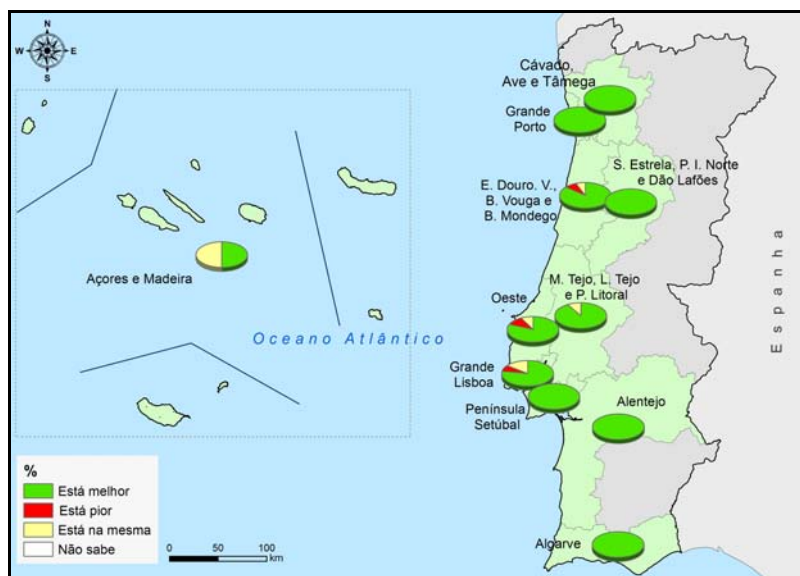 N
W E
S
Cávado,
Ave e Tâmega
Grande
Porto
S. Estrela, P. I. Norte
e Dão Lafões
E. Douro, V.,
B. Vouga e
B. Mondego
Açores e Madeira
M. Tejo, L. Tejo
e P. Litoral
Oeste
Oceano Atlântico
Espanha
Grande
Lisboa
Península
Setúbal
Alentejo
Algarve
%
Está melhor
Está pior
Está na mesma
Não sabe
0 50 100
km